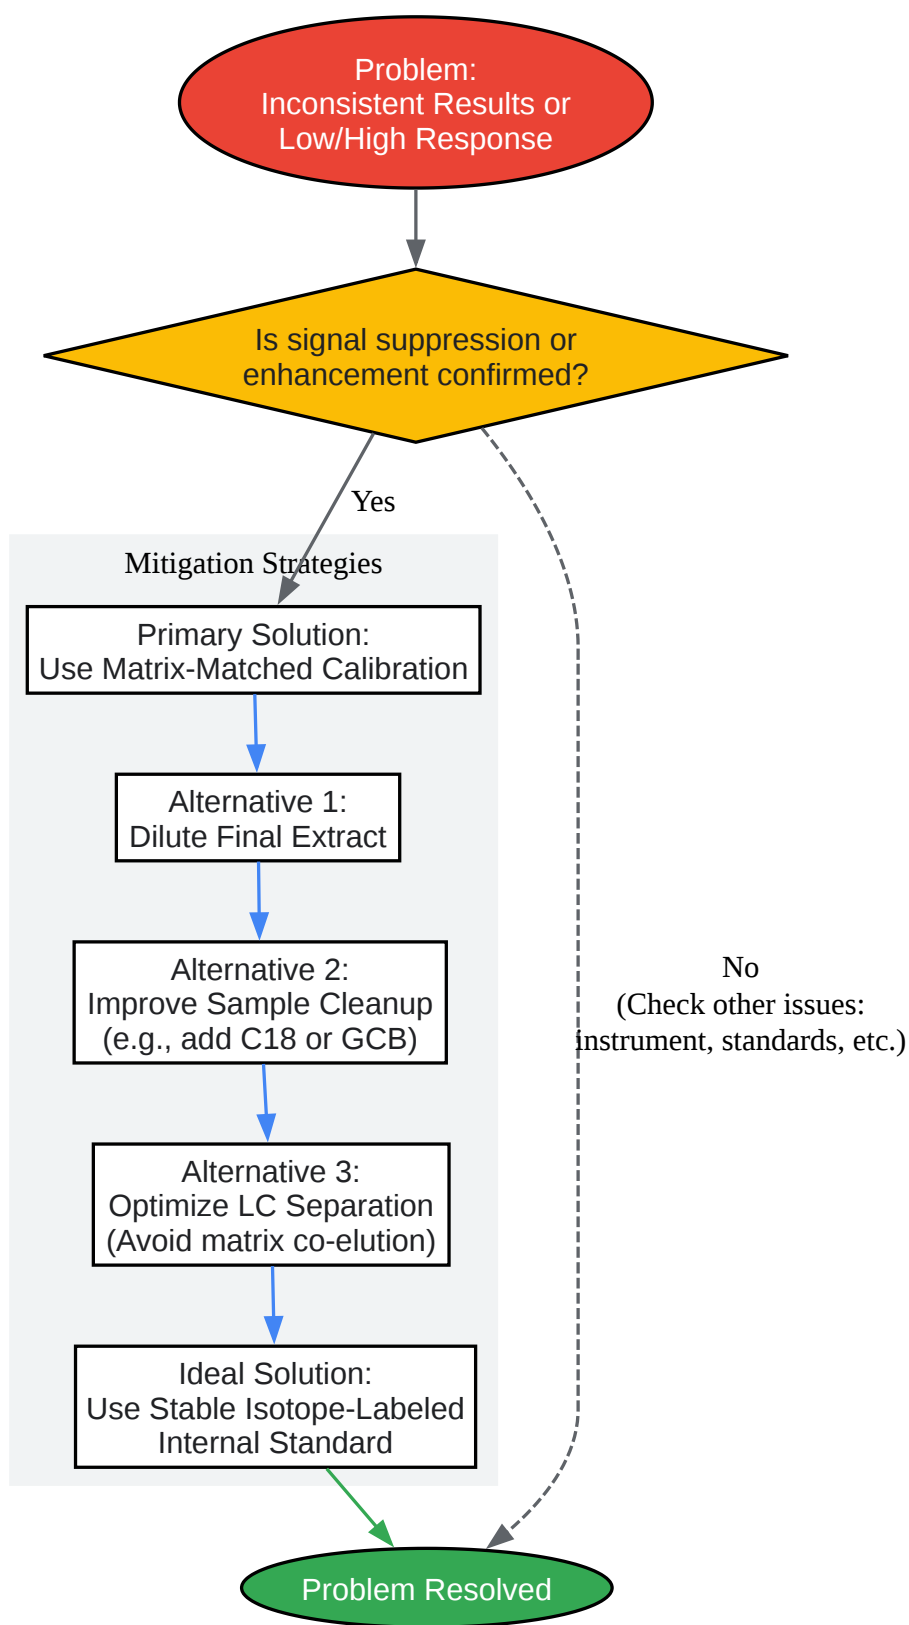 Problem:
Inconsistent Results or
Low/High Response
Is signal suppression or
enhancement confirmed?
Yes
Mitigation Strategies
Primary Solution:
Use Matrix-Matched Calibration
Alternative 1:
Dilute Final Extract
Alternative 2:
Improve Sample Cleanup
(e.g., add C18 or GCB)
No
(Check other issues:
instrument, standards, etc.)
Alternative 3:
Optimize LC Separation
(Avoid matrix co-elution)
Ideal Solution:
Use Stable Isotope-Labeled
Internal Standard
Problem Resolved